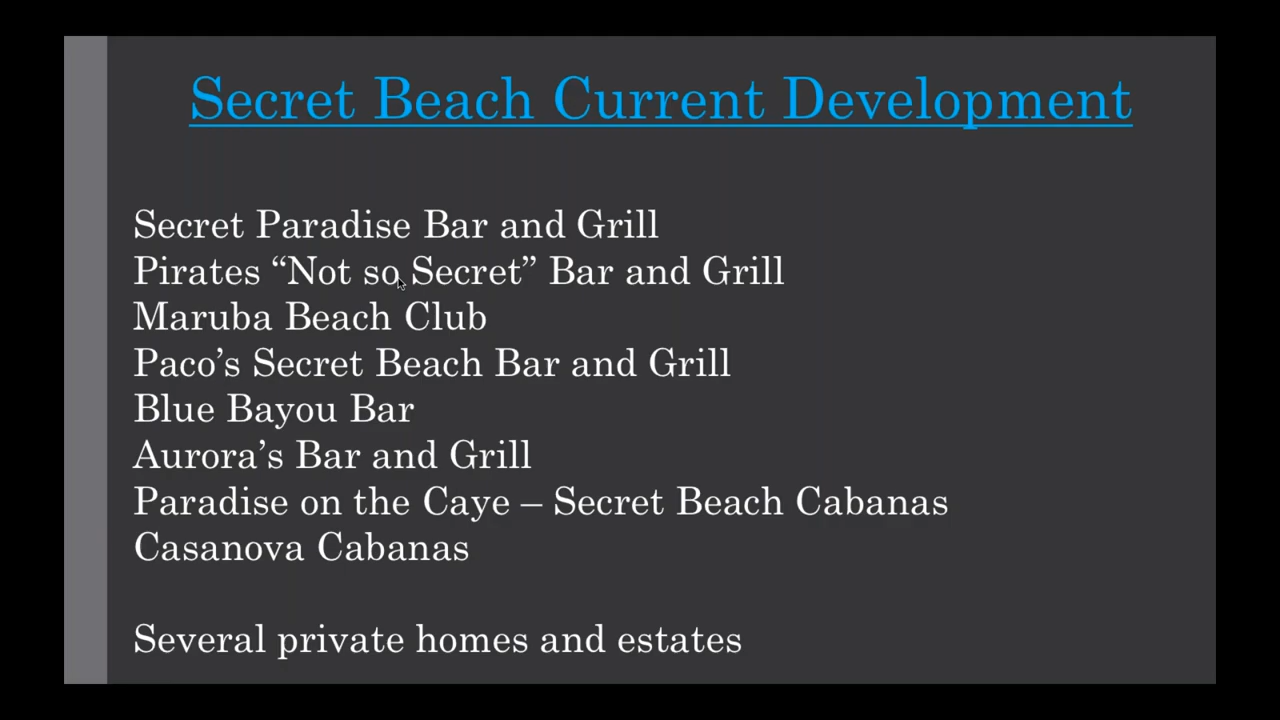 Secret Beach Current Development
Secret Paradise Bar and Grill
Pirates “Not so Secret” Bar and Grill
Maruba Beach Club
Paco’s Secret Beach Bar and Grill
Blue Bayou Bar
Aurora’s Bar and Grill
Paradise on the Caye – Secret Beach Cabanas
Casanova Cabanas
Several private homes and estates